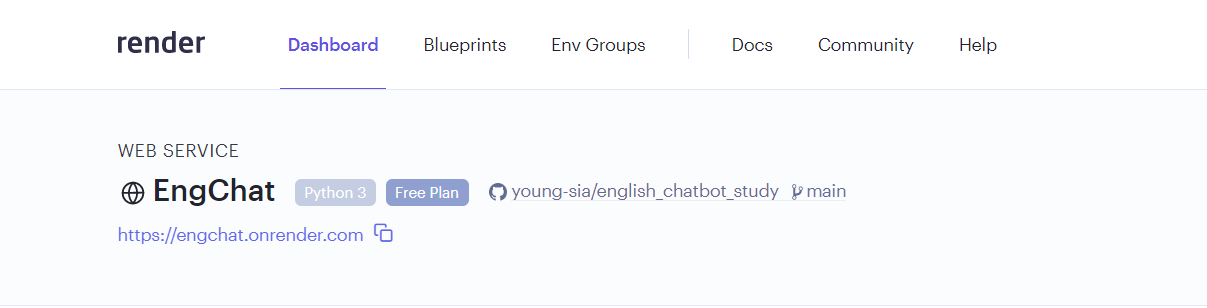 render Dashboard Blueprints Env Groups Docs Community Help
WEB SERVICE
EngChat Python 3 Free Plan young-sia/english_chatbot_study main
https://engchat.onrender.com